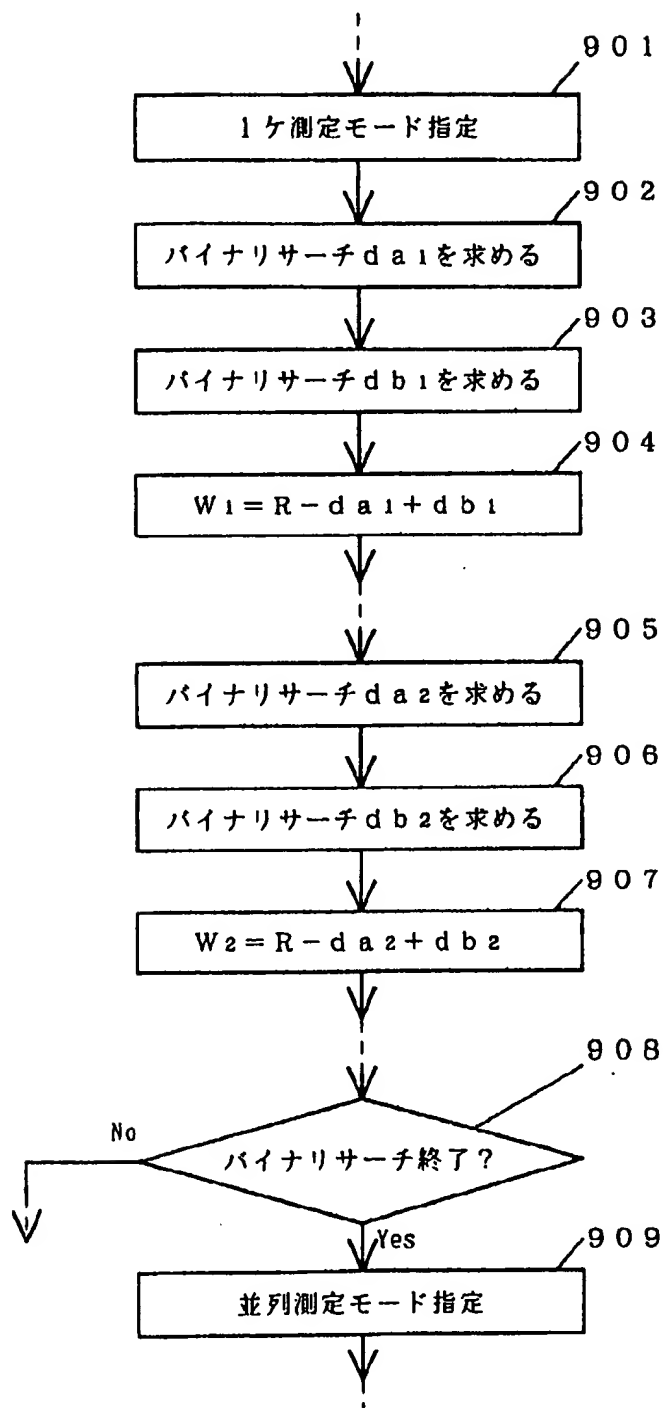 901
1ケ測定モード指定
902
バイナリサーチda1を求める
903
バイナリサーチdb1を求める
904
W1=R-da1+db1
905
バイナリサーチda2を求める
906
バイナリサーチdb2を求める
907
W2=R-da2+db2
908
No
バイナリサーチ終了?
Yes
909
並列測定モード指定